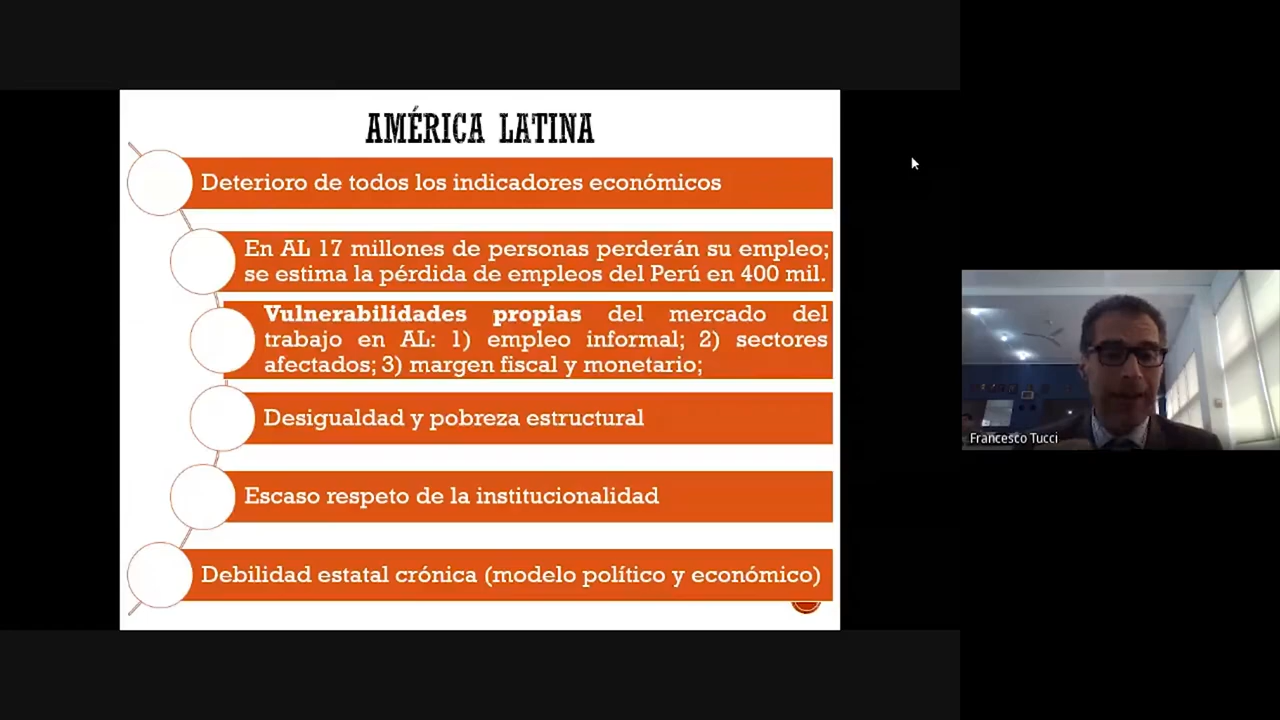 AMÉRICA LATINA
Deterioro de todos los indicadores económicos
En AL 17 millones de personas perderán su empleo;
se estima la pérdida de empleos del Perú en 400 mil.
Vulnerabilidades propias del mercado del
trabajo en AL: 1) empleo informal; 2) sectores
afectados; 3) margen fiscal y monetario;
Desigualdad y pobreza estructural
Escaso respeto de la institucionalidad
Debilidad estatal crónica (modelo político y económico)
Francesco Tucci